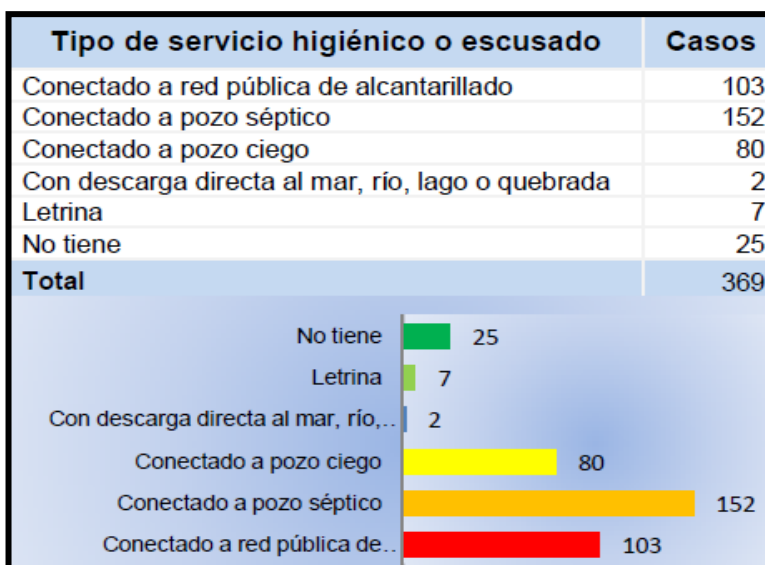 Tipo de servicio higiénico o escusado Casos
Conectado a red pública de alcantarillado 103
Conectado a pozo séptico 152
Conectado a pozo ciego 80
Con descarga directa al mar, río, lago o quebrada 2
Letrina 7
No tiene 25
Total 369
No tiene 25
Letrina 7
Con descarga directa al mar, río,.. 2
Conectado a pozo ciego 80
Conectado a pozo séptico 152
Conectado a red pública de.. 103